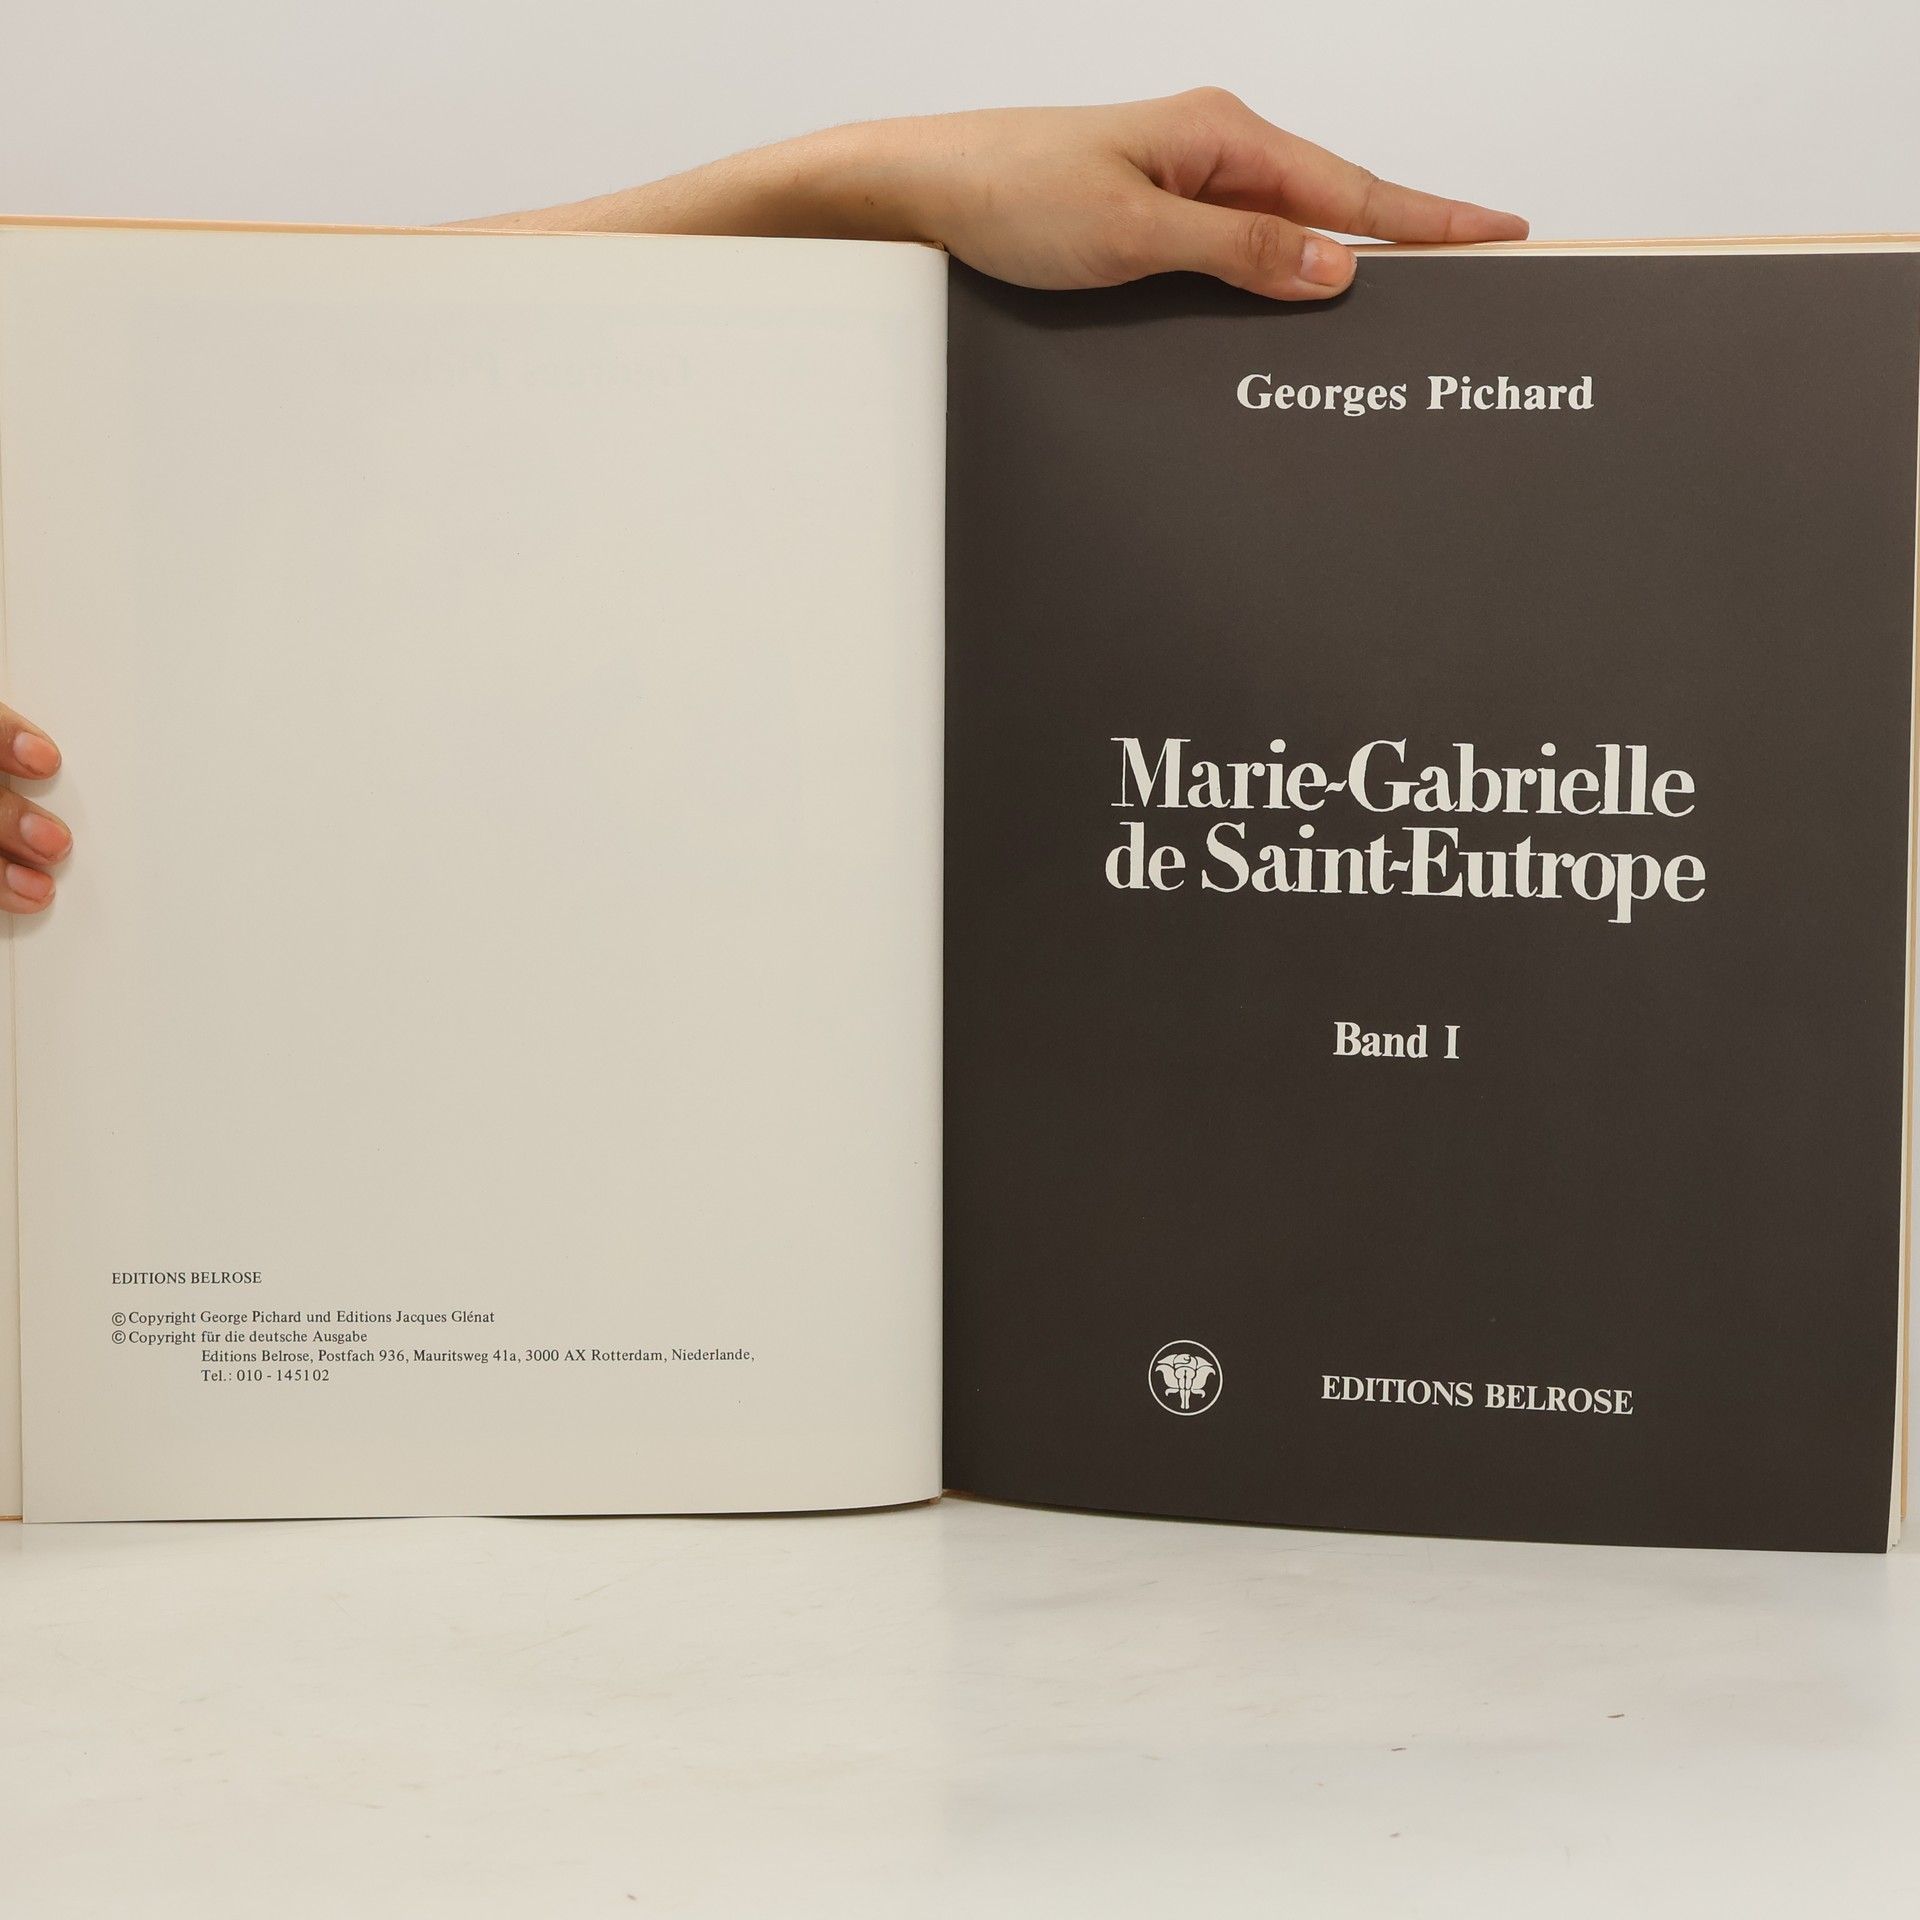 EDITIONS BELROSE
© Copyright George Pichard und Editions Jacques Glénat
© Copyright für die deutsche Ausgabe
Editions Belrose, Postfach 936, Mauritsweg 41a, 3000 AX Rotterdam, Niederlande,
Tel.: 010 - 145102
Georges Pichard
Marie-Gabrielle
de Saint-Eutrope
Band I
EDITIONS BELROSE